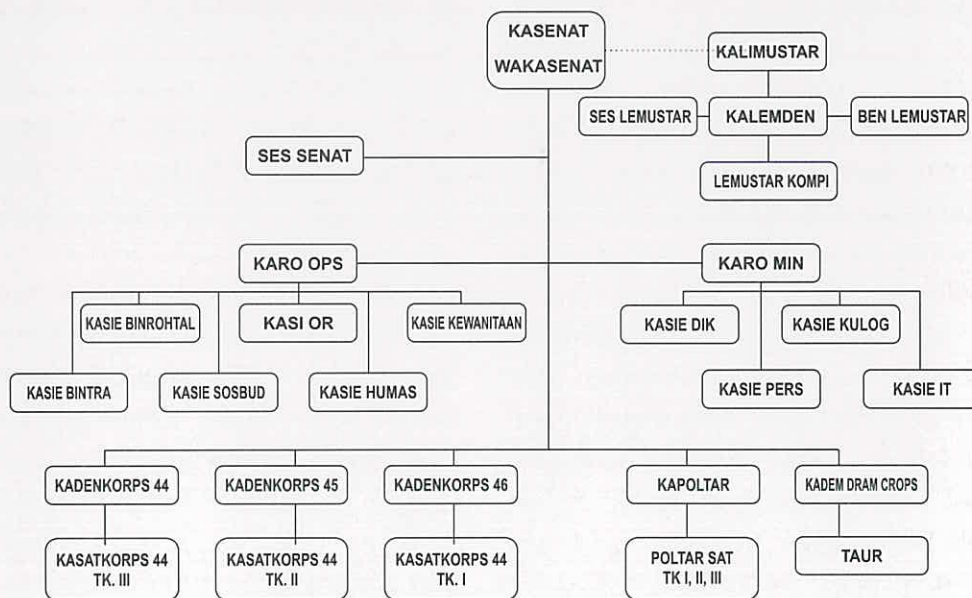 KASENAT
WAKASENAT
KALIMUSTAR
SES LEMUSTAR
KALEMDEN
BEN LEMUSTAR
SES SENAT
LEMUSTAR KOMPI
KARO OPS
KARO MIN
KASIE BINROHTAL
KASI OR
KASIE KEWANITAAN
KASIE DIK
KASIE KULOG
KASIE BINTRA
KASIE SOSBUD
KASIE HUMAS
KASIE PERS
KASIE IT
KADENKORPS 44
KADENKORPS 45
KADENKORPS 46
KAPOLTAR
KADEM DRAM CROPS
KASATKORPS 44
TK. III
KASATKORPS 44
TK. II
KASATKORPS 44
TK. I
POLTAR SAT
TK I, II, III
TAUR